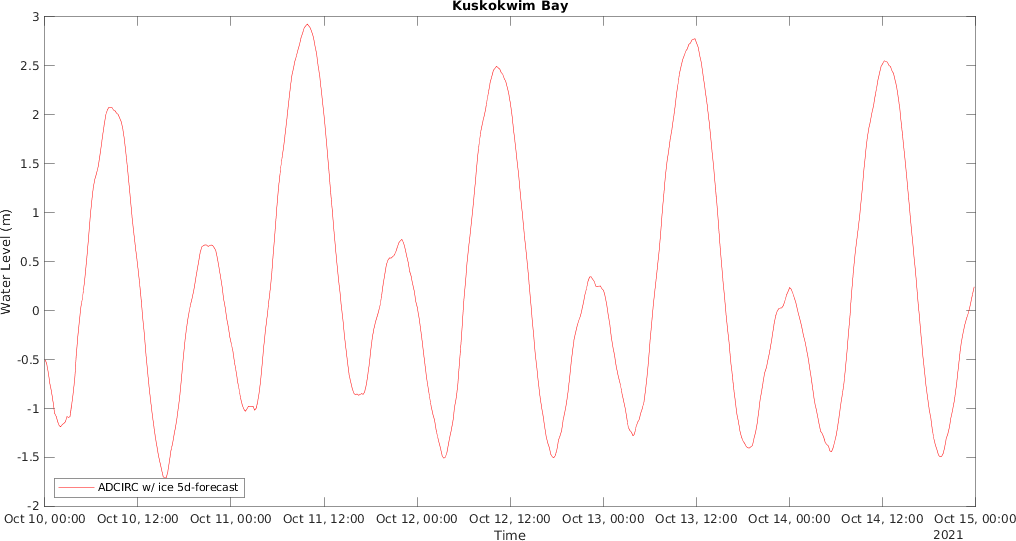 Kuskokwim Bay
3
2.5
2
1.5
1
0.5
0
-0.5
-1
-1.5
-2
Water Level (m)
ADCIRC w/ ice 5d-forecast
Oct 10, 00:00 Oct 10, 12:00 Oct 11, 00:00 Oct 11, 12:00 Oct 12, 00:00 Oct 12, 12:00 Oct 13, 00:00 Oct 13, 12:00 Oct 14, 00:00 Oct 14, 12:00 Oct 15, 00:00
Time
2021